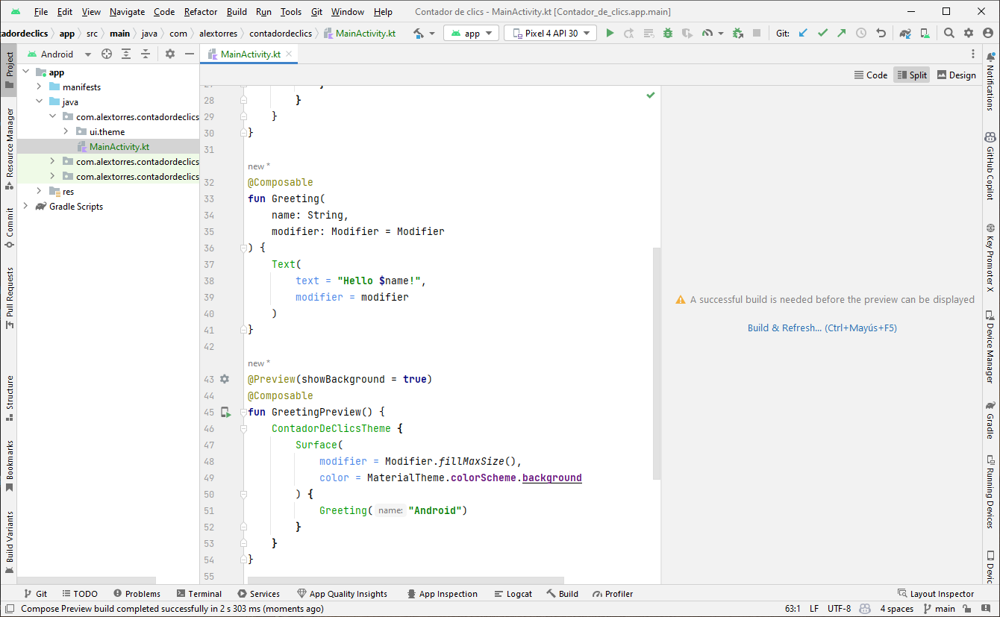 File Edit View Navigate Code Refactor Build Run Tools Git Window Help Contador de clics - MainActivity.kt [Contador_de_clics.app.main]
tadordeclics app src main java com alextorres contadordeclics MainActivity.kt app Pixel 4 API 30 Git:
Project
Resource Manager
Commit
Pull Requests
Structure
Bookmarks
Build Variants
Android
app
manifests
java
com.alextorres.contadordeclics
ui.theme
MainActivity.kt
com.alextorres.contadordeclics
com.alextorres.contadordeclics
res
Gradle Scripts
MainActivity.kt
Code Split Design
28 }
29 }
30 }
31
new *
32 @Composable
33 fun Greeting(
34 name: String,
35 modifier: Modifier = Modifier
36 ) {
37 Text(
38 text = "Hello $name!",
39 modifier = modifier
40 )
41 }
42
new *
43 @Preview(showBackground = true)
44 @Composable
45 fun GreetingPreview() {
46 ContadorDeClicsTheme {
47 Surface(
48 modifier = Modifier.fillMaxSize(),
49 color = MaterialTheme.colorScheme.background
50 ) {
51 Greeting( name: "Android")
52 }
53 }
54 }
55
A successful build is needed before the preview can be displayed
Build & Refresh... (Ctrl+Mayús+F5)
Notifications
GitHub Copilot
Key Promoter X
Device Manager
Gradle
Running Devices
Devic
Git TODO Problems Terminal Services App Quality Insights App Inspection Logcat Build Profiler Layout Inspector
Compose Preview build completed successfully in 2 s 303 ms (moments ago) 63:1 LF UTF-8 4 spaces main